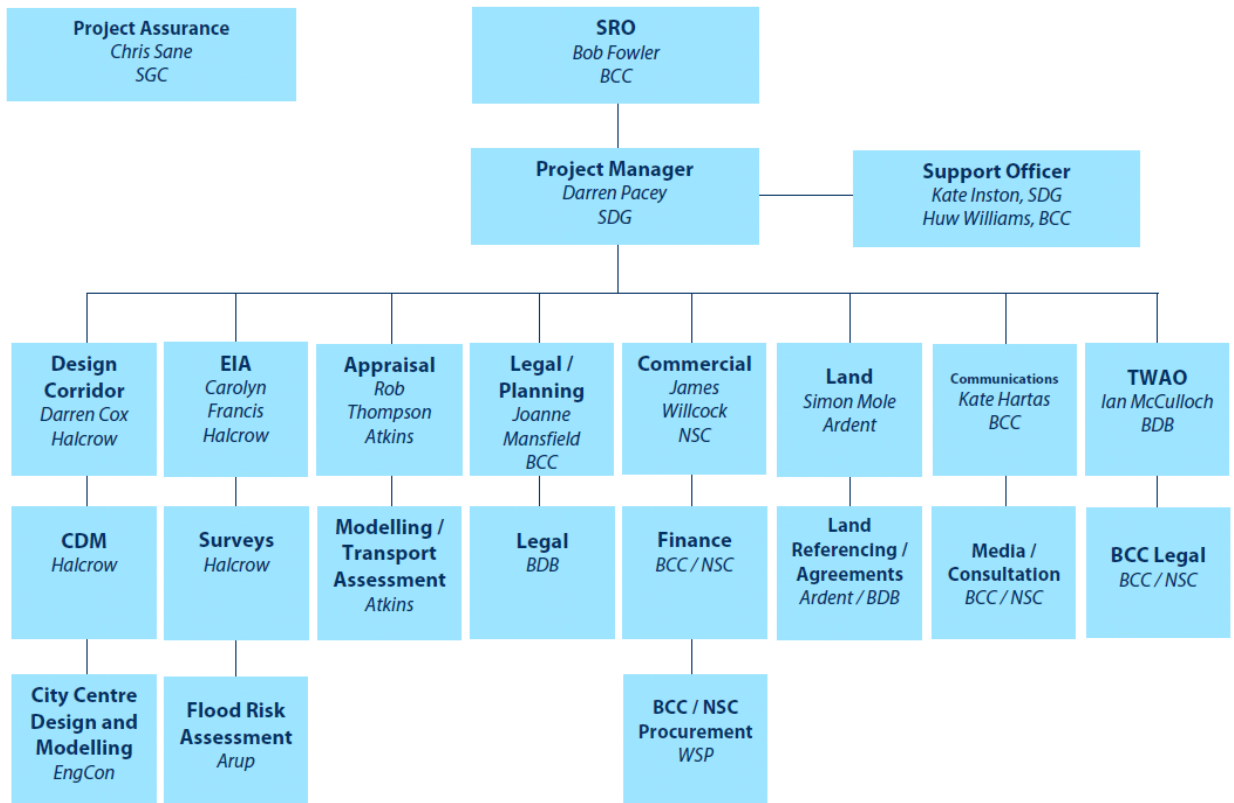 Project Assurance
Chris Sane
SGC
SRO
Bob Fowler
BCC
Project Manager
Darren Pacey
SDG
Support Officer
Kate Inston, SDG
Huw Williams, BCC
Design
Corridor
Darren Cox
Halcrow
EIA
Carolyn
Francis
Halcrow
Appraisal
Rob
Thompson
Atkins
Legal /
Planning
Joanne
Mansfield
BCC
Commercial
James
Willcock
NSC
Land
Simon Mole
Ardent
Communications
Kate Hartas
BCC
TWAO
Ian McCulloch
BDB
CDM
Halcrow
Surveys
Halcrow
Modelling /
Transport
Assessment
Atkins
Legal
BDB
Finance
BCC / NSC
Land
Referencing /
Agreements
Ardent / BDB
Media /
Consultation
BCC / NSC
BCC Legal
BCC / NSC
City Centre
Design and
Modelling
EngCon
Flood Risk
Assessment
Arup
BCC / NSC
Procurement
WSP